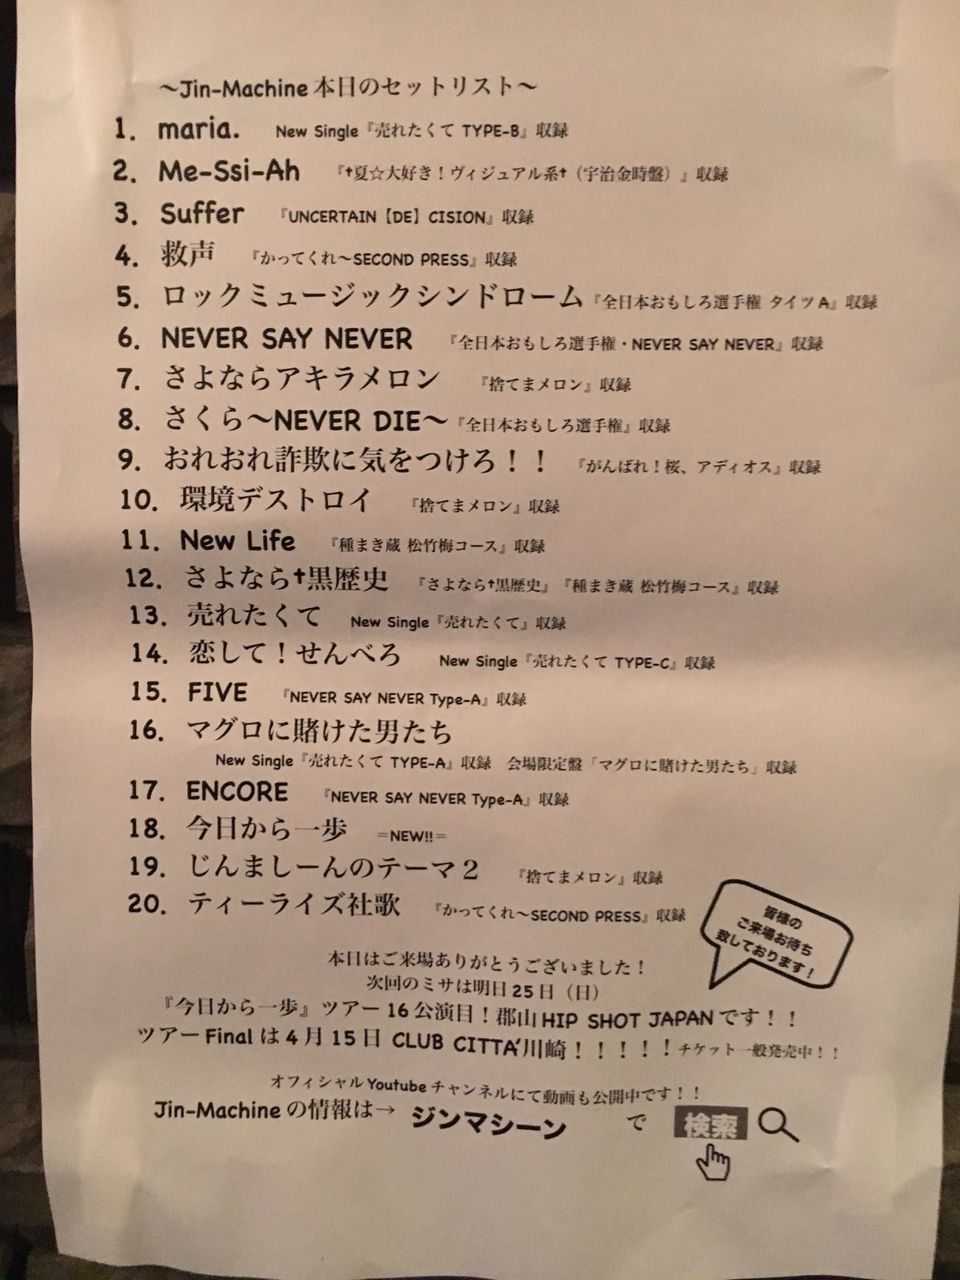 ～Jin-Machine 本日のセットリスト～
1. maria. New Single『売れたくて TYPE-B』収録
2. Me-Ssi-Ah 『†夏☆大好き！ヴィジュアル系†（宇治金時盤）』収録
3. Suffer 『UNCERTAIN【DE】CISION』収録
4. 救声 『かってくれ～SECOND PRESS』収録
5. ロックミュージックシンドローム『全日本おもしろ選手権 タイツA』収録
6. NEVER SAY NEVER 『全日本おもしろ選手権・NEVER SAY NEVER』収録
7. さよならアキラメロン 『捨てまメロン』収録
8. さくら～NEVER DIE～『全日本おもしろ選手権』収録
9. おれおれ詐欺に気をつけろ！！ 『がんばれ！桜、アディオス』収録
10. 環境デストロイ 『捨てまメロン』収録
11. New Life 『種まき蔵 松竹梅コース』収録
12. さよなら†黒歴史 『さよなら†黒歴史』『種まき蔵 松竹梅コース』収録
13. 売れたくて New Single『売れたくて』収録
14. 恋して！せんべろ New Single『売れたくて TYPE-C』収録
15. FIVE 『NEVER SAY NEVER Type-A』収録
16. マグロに賭けた男たち
New Single『売れたくて TYPE-A』収録 会場限定盤「マグロに賭けた男たち」収録
17. ENCORE 『NEVER SAY NEVER Type-A』収録
18. 今日から一歩 =NEW!!=
19. じんましーんのテーマ２ 『捨てまメロン』収録
20. ティーライズ社歌 『かってくれ～SECOND PRESS』収録
皆様の
ご来場お待ち
致しております！
本日はご来場ありがとうございました！
次回のミサは明日25日（日）
『今日から一歩』ツアー16公演目！郡山HIP SHOT JAPANです！！
ツアーFinalは4月15日 CLUB CITTA'川崎！！！！！チケット一般発売中！！
オフィシャルYoutubeチャンネルにて動画も公開中です！！
Jin-Machineの情報は→ ジンマシーン で 検索